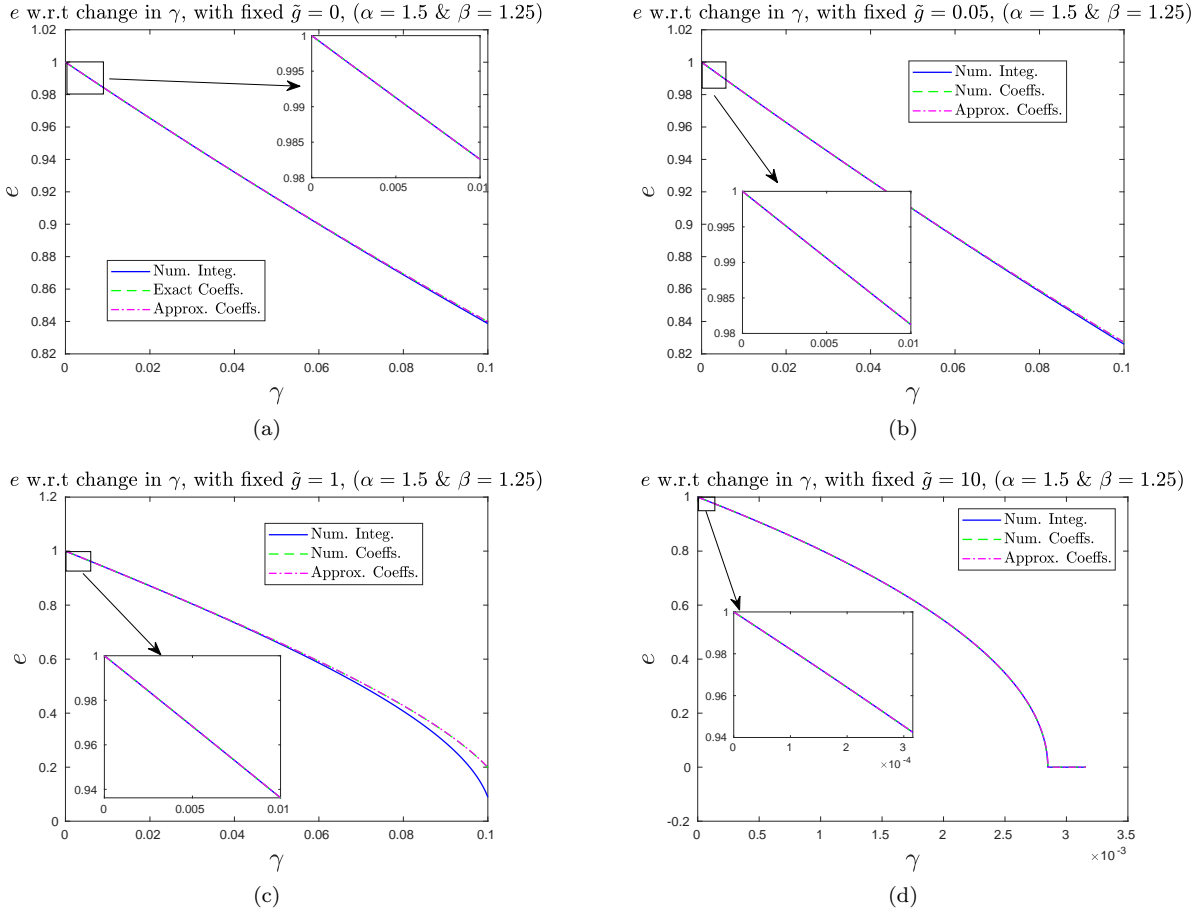 e w.r.t change in γ, with fixed g̃ = 0, (α = 1.5 & β = 1.25)
1.02
1
0.98
0.96
0.94
0.92
0.9
0.88
0.86
0.84
0.82
e
1
0.995
0.99
0.985
0.98
0 0.005 0.01
Num. Integ.
Exact Coeffs.
Approx. Coeffs.
0 0.02 0.04 0.06 0.08 0.1
γ
(a)
e w.r.t change in γ, with fixed g̃ = 0.05, (α = 1.5 & β = 1.25)
1.02
1
0.98
0.96
0.94
0.92
0.9
0.88
0.86
0.84
0.82
e
Num. Integ.
Num. Coeffs.
Approx. Coeffs.
1
0.995
0.99
0.985
0.98
0 0.005 0.01
0 0.02 0.04 0.06 0.08 0.1
γ
(b)
e w.r.t change in γ, with fixed g̃ = 1, (α = 1.5 & β = 1.25)
1.2
1
0.8
0.6
0.4
0.2
0
e
Num. Integ.
Num. Coeffs.
Approx. Coeffs.
1
0.98
0.96
0.94
0 0.005 0.01
0 0.02 0.04 0.06 0.08 0.1
γ
(c)
e w.r.t change in γ, with fixed g̃ = 10, (α = 1.5 & β = 1.25)
1
0.8
0.6
0.4
0.2
0
-0.2
e
Num. Integ.
Num. Coeffs.
Approx. Coeffs.
1
0.98
0.96
0.94
0 1 2 3
×10⁻⁴
0 0.5 1 1.5 2 2.5 3 3.5
×10⁻³
γ
(d)